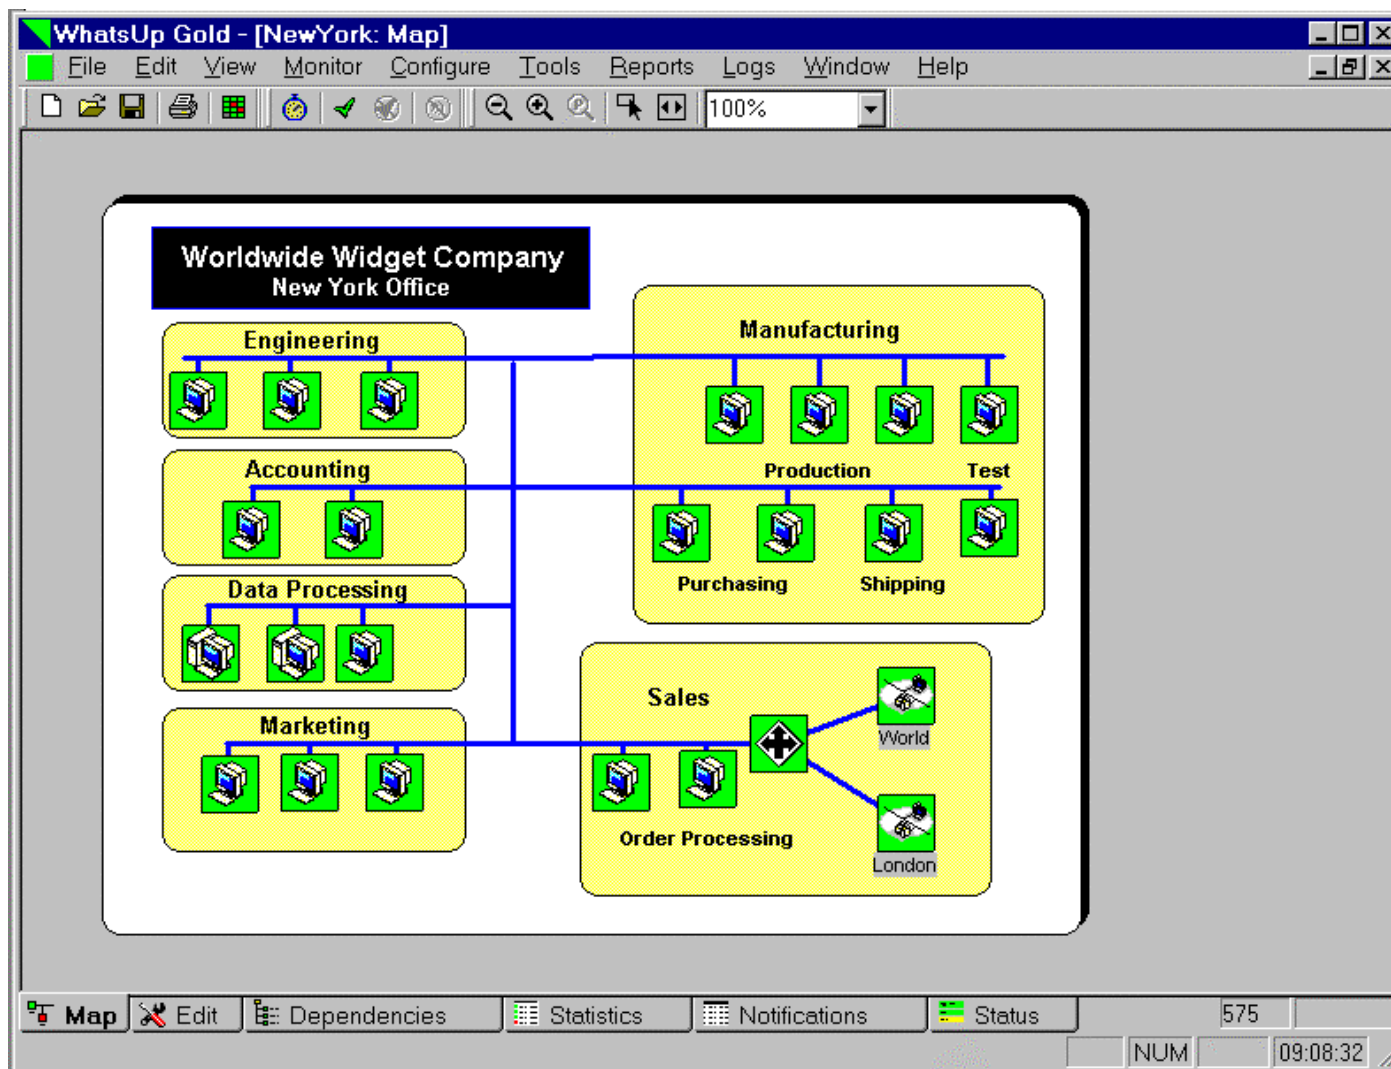 WhatsUp Gold - [NewYork: Map]
File Edit View Monitor Configure Tools Reports Logs Window Help
100%
Worldwide Widget Company
New York Office
Engineering
Manufacturing
Accounting
Production Test
Data Processing
Purchasing Shipping
Marketing
Sales
World
Order Processing
London
Map Edit Dependencies Statistics Notifications Status 575
NUM 09:08:32